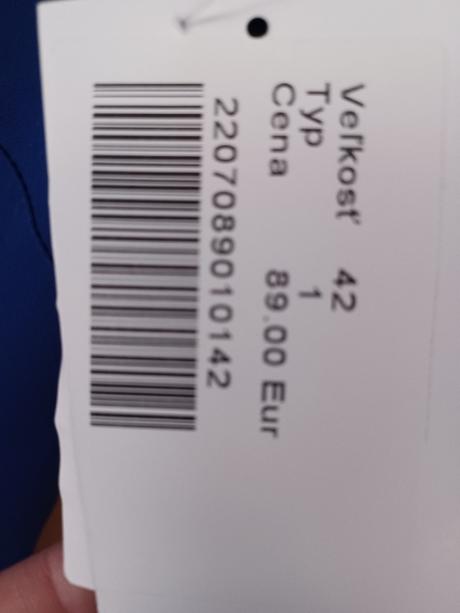 Veľkosť 42
Typ 1
Cena 89.00 Eur
2207089010142